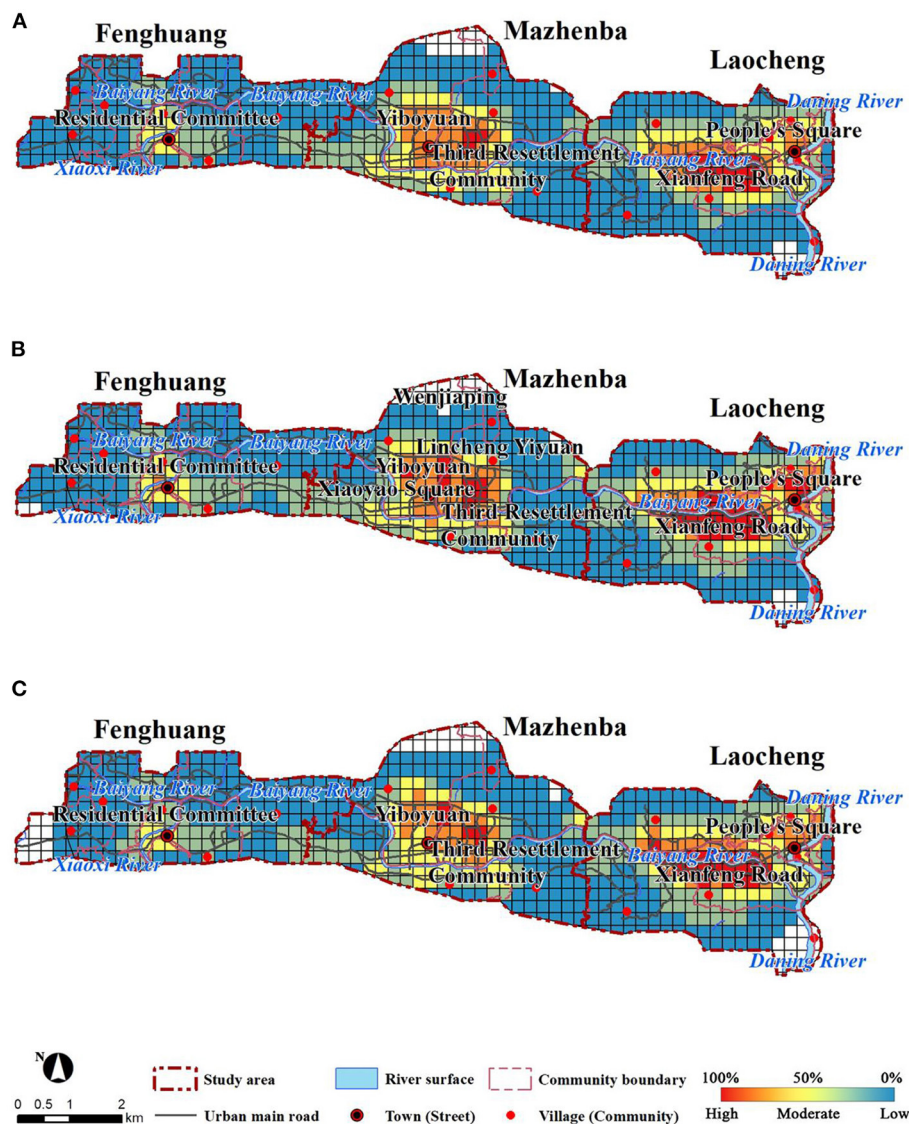 A
Fenghuang
Mazhenba
Laocheng
Baiyang River
Baiyang River
Daning River
Residential Committee
Yiboyuan
People's Square
Third Resettlement
Baiyang River
Xiaoxi River
Community
Xianfeng Road
Daning River
B
Fenghuang
Mazhenba
Wenjiaping
Laocheng
Baiyang River
Baiyang River
Lincheng Yiyuan
Daning River
Residential Committee
Yiboyuan
People's Square
Xiaoyao Square
Baiyang River
Xiaoxi River
Third Resettlement
Xianfeng Road
Community
Daning River
C
Fenghuang
Mazhenba
Laocheng
Baiyang River
Baiyang River
Daning River
Residential Committee
Yiboyuan
People's Square
Third Resettlement
Baiyang River
Xiaoxi River
Community
Xianfeng Road
Daning River
N
Study area
River surface
Community boundary
100% 50% 0%
0 0.5 1 2
km
Urban main road
Town (Street)
Village (Community)
High Moderate Low